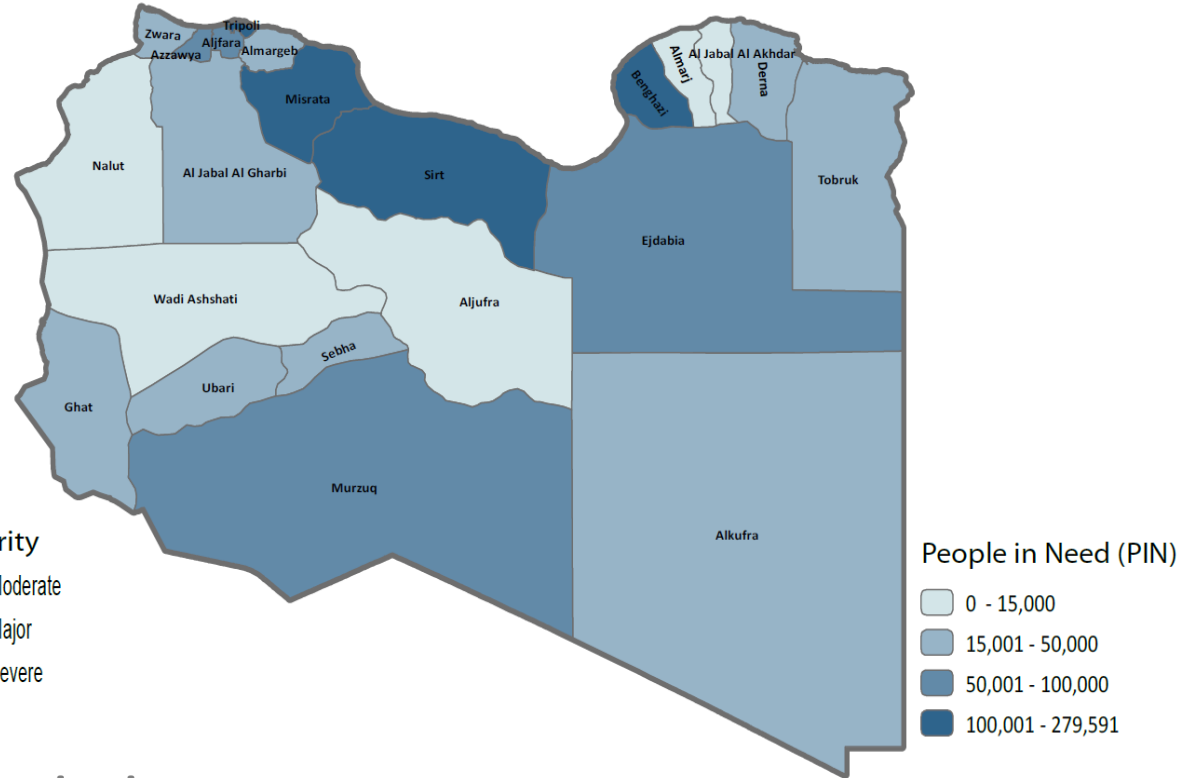 Tripoli
Zwara
Aljfara
Azzawya
Almargeb
Misrata
Nalut
Al Jabal Al Gharbi
Sirt
Wadi Ashshati
Aljufra
Sebha
Ubari
Ghat
Murzuq
Benghazi
Almarj
Al Jabal Al Akhdar
Derna
Tobruk
Ejdabia
Alkufra
rity
oderate
ajor
evere
People in Need (PIN)
0 - 15,000
15,001 - 50,000
50,001 - 100,000
100,001 - 279,591